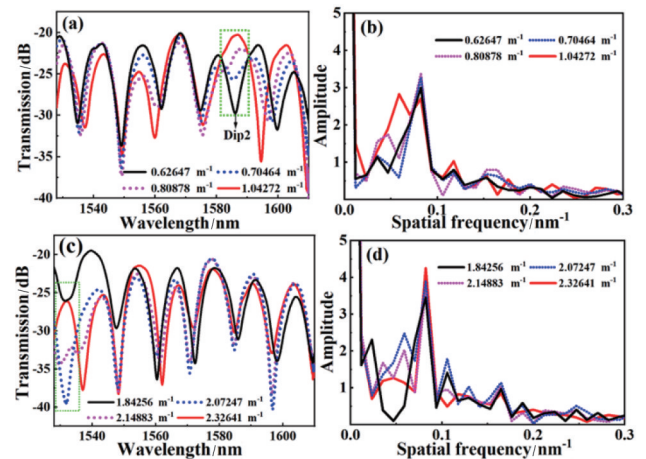 (a)
Transmission/dB
-20
-25
-30
-35
-40
Dip2
0.62647 m⁻¹ 0.70464 m⁻¹
0.80878 m⁻¹ 1.04272 m⁻¹
1540 1560 1580 1600
Wavelength/nm
(b)
Amplitude
5
4
3
2
1
0.62647 m⁻¹ 0.70464 m⁻¹
0.80878 m⁻¹ 1.04272 m⁻¹
0.0 0.1 0.2 0.3
Spatial frequency/nm⁻¹
(c)
Transmission/dB
-20
-25
-30
-35
-40
1.84256 m⁻¹ 2.07247 m⁻¹
2.14883 m⁻¹ 2.32641 m⁻¹
1540 1560 1580 1600
Wavelength/nm
(d)
Amplitude
5
4
3
2
1
0
1.84256 m⁻¹ 2.07247 m⁻¹
2.14883 m⁻¹ 2.32641 m⁻¹
0.0 0.1 0.2 0.3
Spatial frequency/nm⁻¹